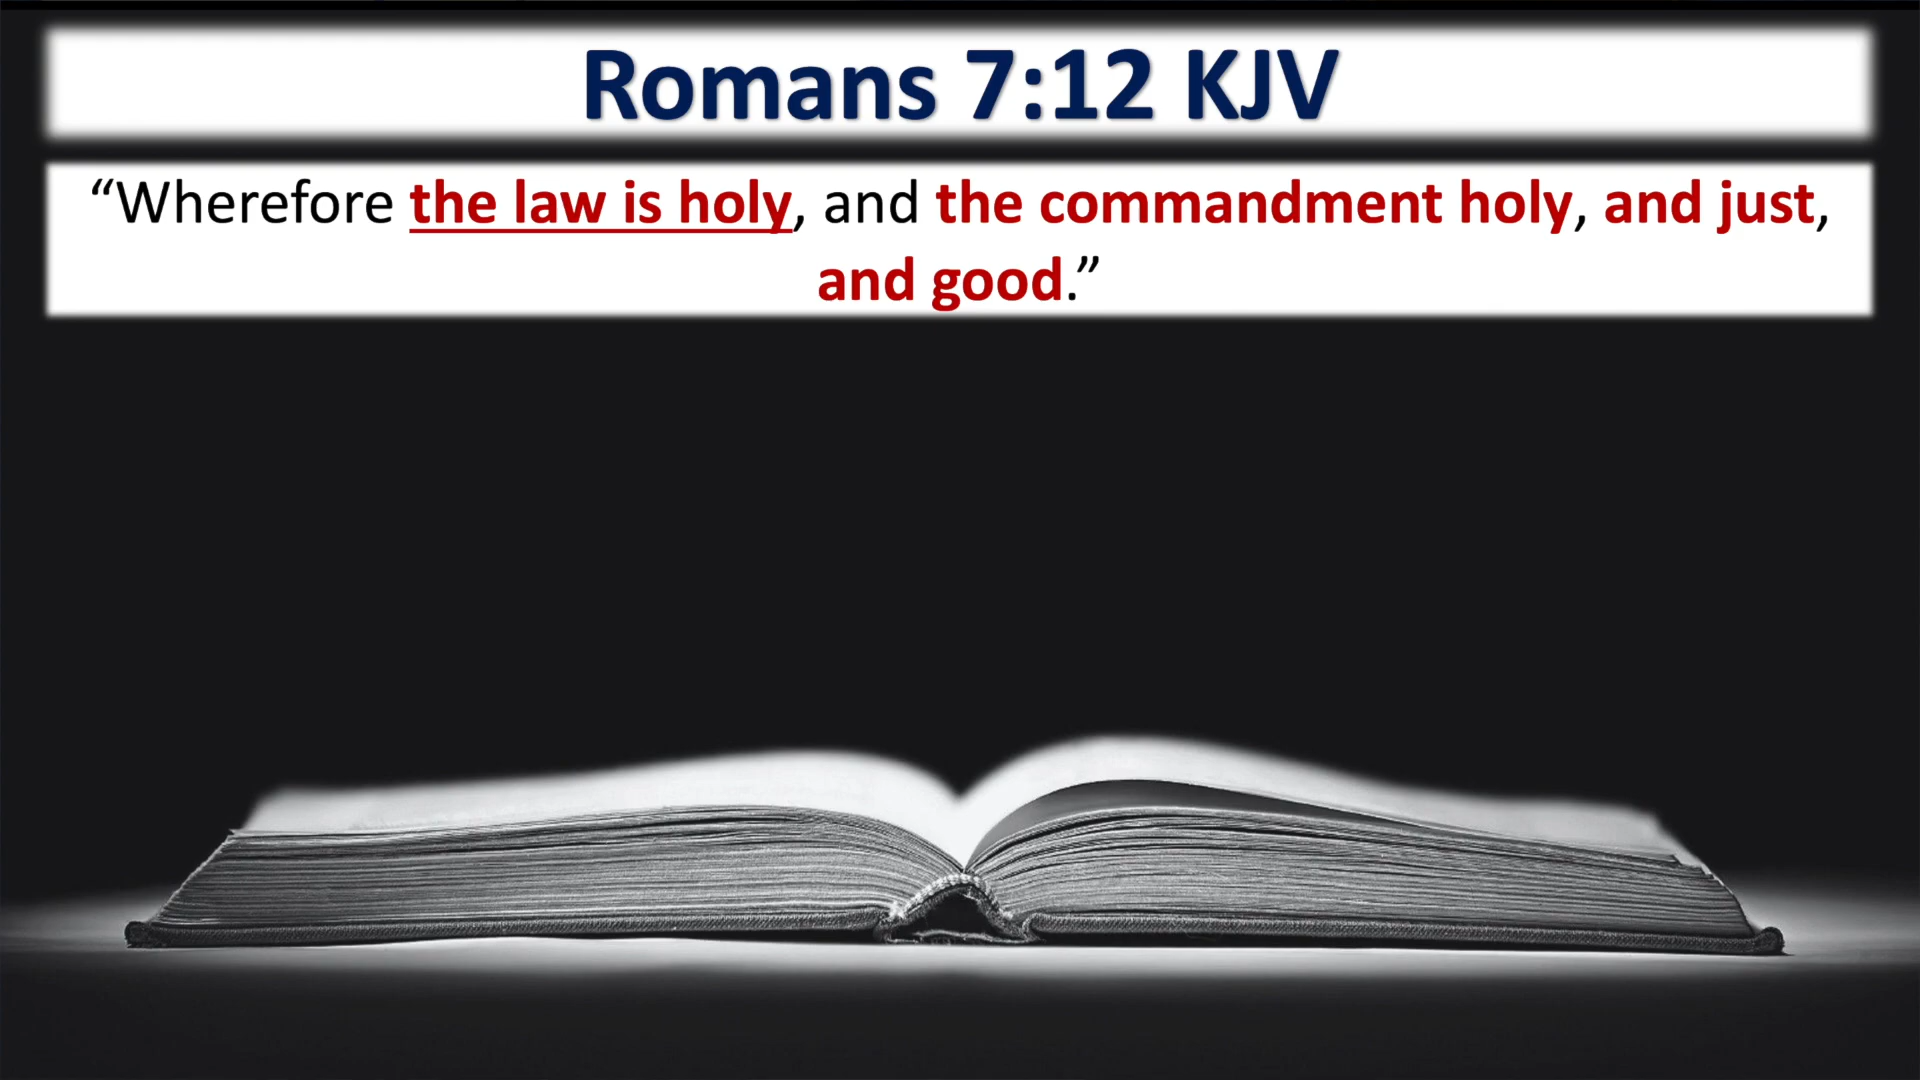 Romans 7:12 KJV
“Wherefore the law is holy, and the commandment holy, and just,
and good.”